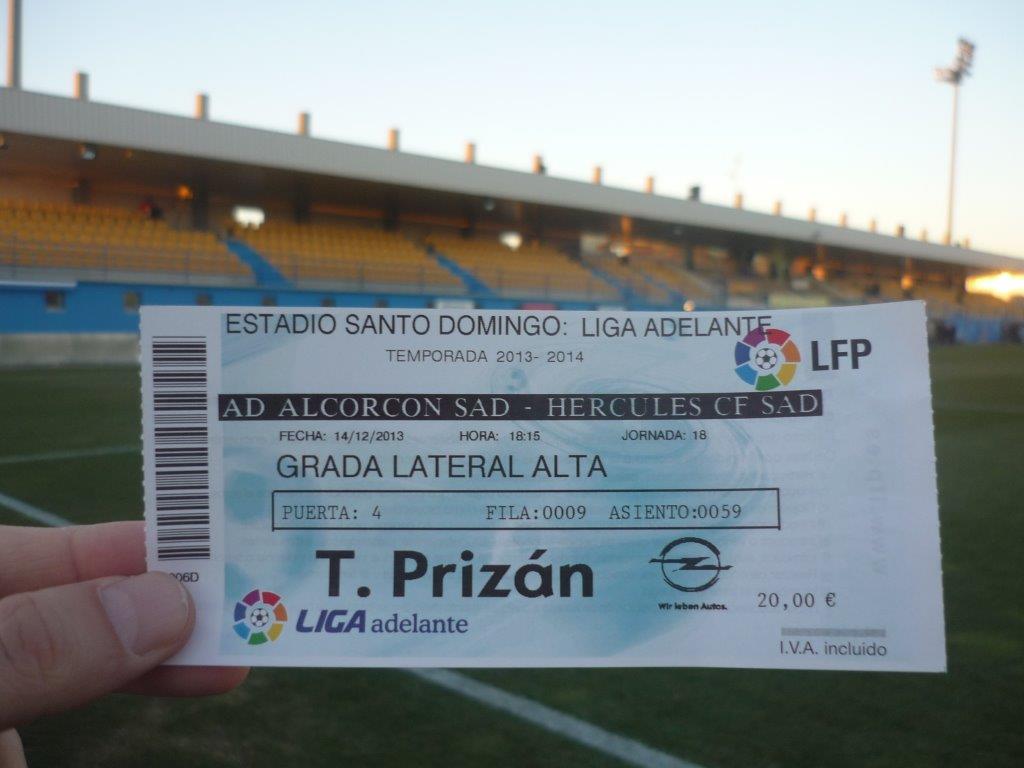 ESTADIO SANTO DOMINGO: LIGA ADELANTE
TEMPORADA 2013- 2014
LFP
AD ALCORCON SAD - HERCULES CF SAD
FECHA: 14/12/2013 HORA: 18:15 JORNADA: 18
GRADA LATERAL ALTA
PUERTA: 4 FILA:0009 ASIENTO:0059
T. Prizán
Wir leben Autos.
20,00 €
LIGA adelante
I.V.A. incluido